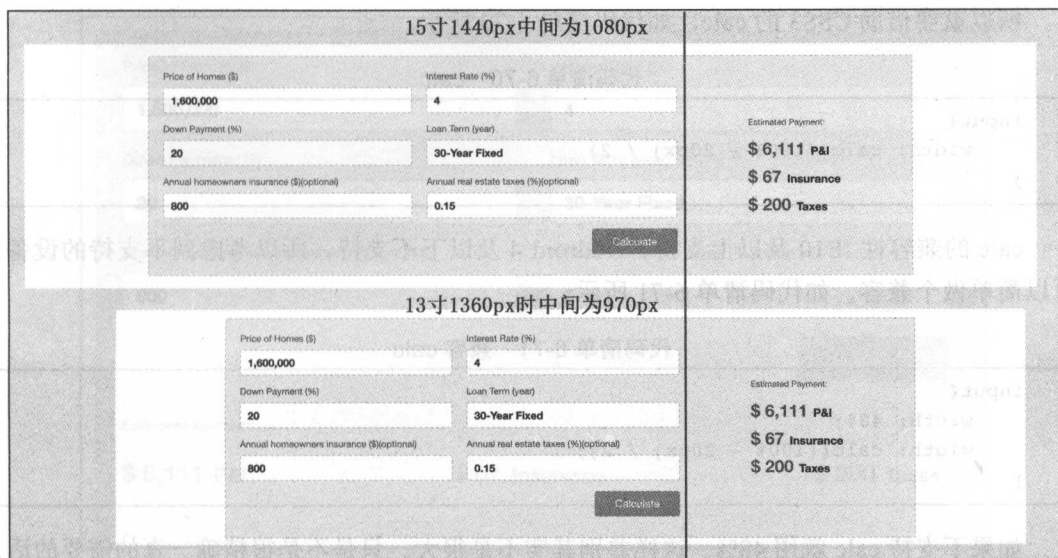 15寸1440px中间为1080px
Price of Homes ($) Interest Rate (%)
1,600,000 4
Down Payment (%) Loan Term (year)
20 30-Year Fixed
Annual homeowners insurance ($)(optional) Annual real estate taxes (%)(optional)
800 0.15
Calculate
Estimated Payment:
$ 6,111 P&I
$ 67 Insurance
$ 200 Taxes
13寸1360px时中间为970px
Price of Homes ($) Interest Rate (%)
1,600,000 4
Down Payment (%) Loan Term (year)
20 30-Year Fixed
Annual homeowners insurance ($)(optional) Annual real estate taxes (%)(optional)
800 0.15
Calculate
Estimated Payment:
$ 6,111 P&I
$ 67 Insurance
$ 200 Taxes